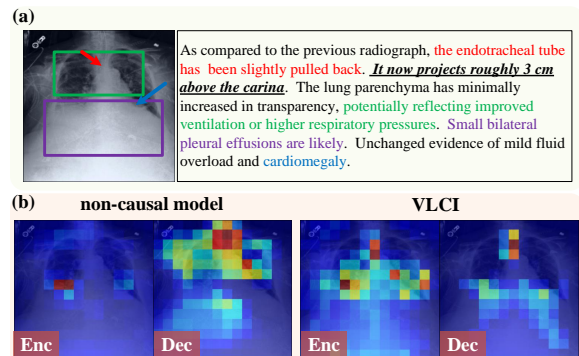 (a)
As compared to the previous radiograph, the endotracheal tube
has been slightly pulled back. It now projects roughly 3 cm
above the carina. The lung parenchyma has minimally
increased in transparency, potentially reflecting improved
ventilation or higher respiratory pressures. Small bilateral
pleural effusions are likely. Unchanged evidence of mild fluid
overload and cardiomegaly.
(b)
non-causal model VLCI
Enc Dec Enc Dec